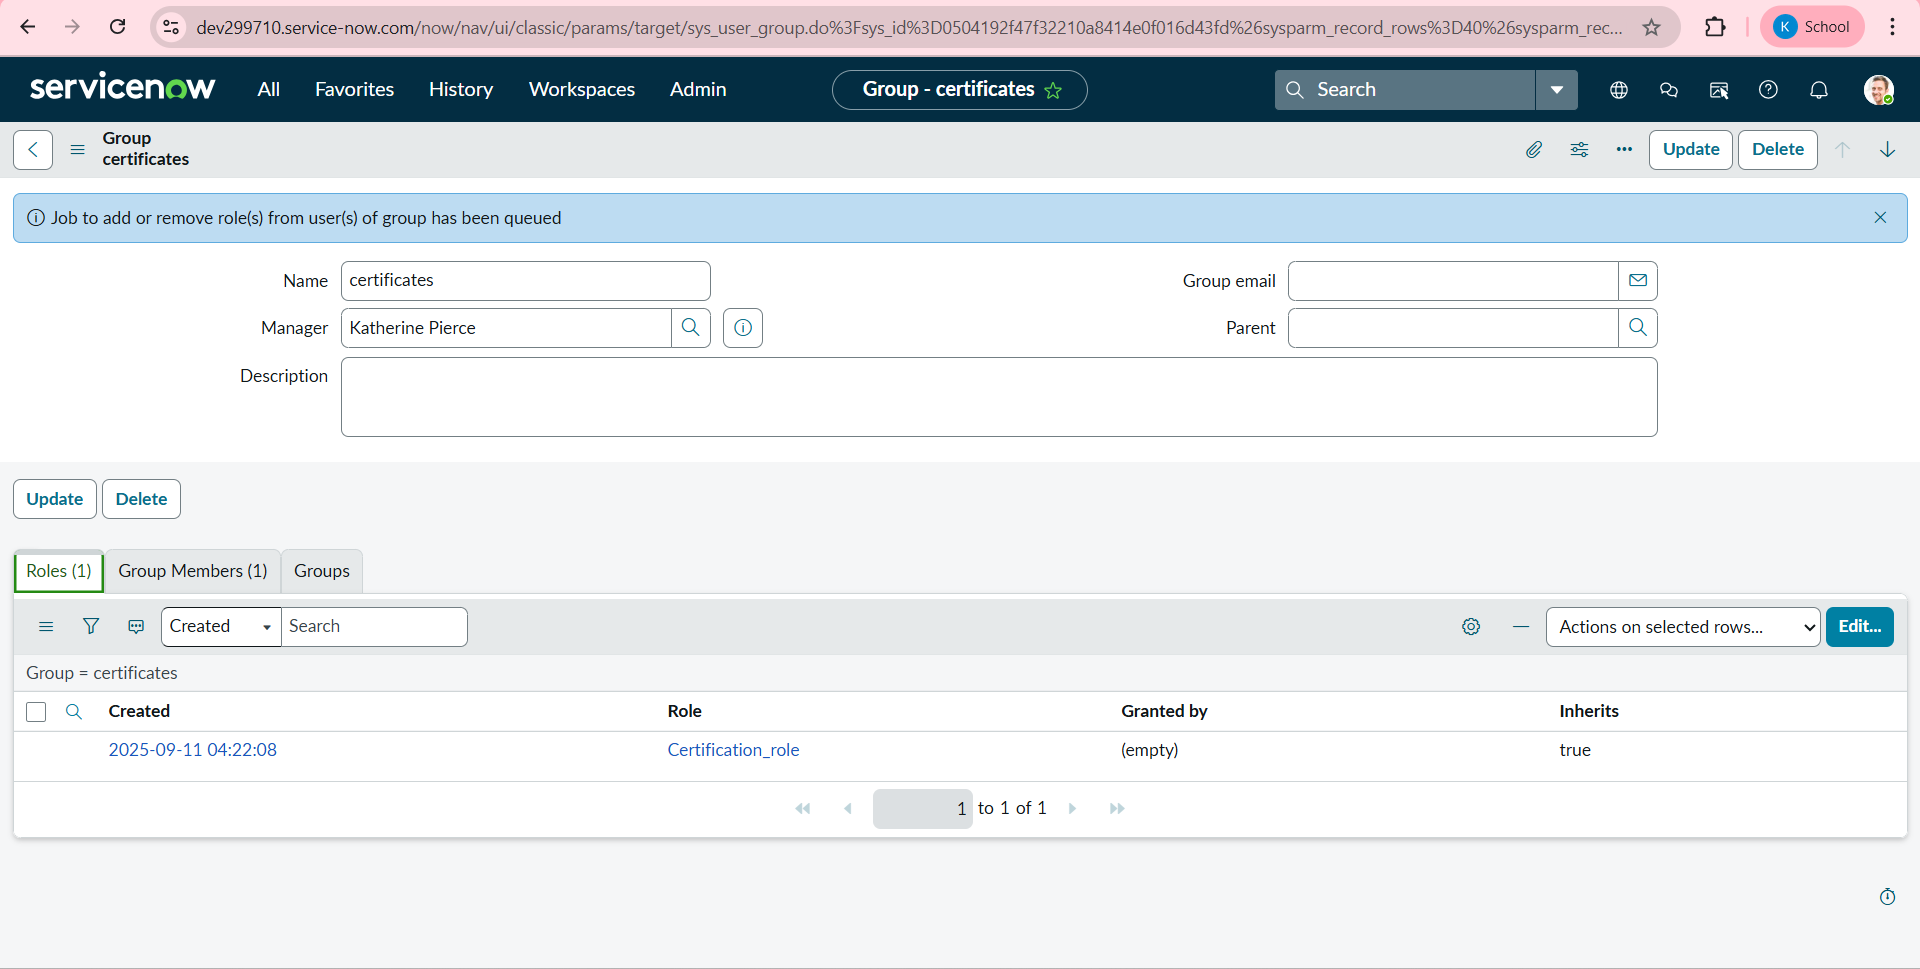 dev299710.service-now.com/now/nav/ui/classic/params/target/sys_user_group.do%3Fsys_id%3D0504192f47f32210a8414e0f016d43fd%26sysparm_record_rows%3D40%26sysparm_rec...
K School
servicenow All Favorites History Workspaces Admin Group - certificates Search
Group
certificates
Update Delete
Job to add or remove role(s) from user(s) of group has been queued
Name certificates Group email
Manager Katherine Pierce Parent
Description
Update Delete
Roles (1) Group Members (1) Groups
Created Search Actions on selected rows... Edit...
Group = certificates
Created Role Granted by Inherits
2025-09-11 04:22:08 Certification_role (empty) true
1 to 1 of 1